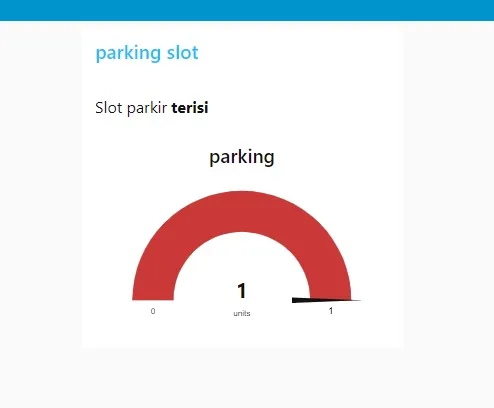 parking slot
Slot parkir terisi
parking
1
0
units
1